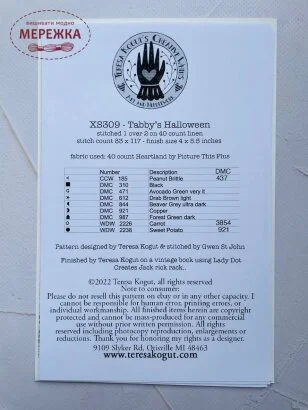 ВИШИВАТИ МОДНО
МЕРЕЖКА
TERESA KOGUT'S CREATIVE
XS309 - Tabby's Halloween
stitched 1 over 2 on 40 count linen
stitch count 83 x 117 - finish size 4 x 5.5 inches
fabric used: 40 count Heartland by Picture This Plus
Number Description DMC
< CCW 185 Peanut Brittle 437
■ DMC 310 Black
DMC 471 Avocado Green very lt
DMC 612 Drab Brown light
DMC 844 Beaver Grey ultra dark
DMC 921 Copper
DMC 987 Forest Green dark
WDW 2226 Carrot 3854
WDW 2238 Sweet Potato 921
Pattern designed by Teresa Kogut & stitched by Gwen St John
Finished by Teresa Kogut on a vintage book using Lady Dot
Creates Jack rick rack..
©2022 Teresa Kogut, all rights reserved
Note to consumer:
Please do not resell this pattern on ebay or in any other capacity. I
cannot be responsible for human error, printing errors, or
individual workmanship. All finished items herein are copyright
protected and cannot be mass-produced for any commercial
use without prior written permission. All rights
reserved including photocopy reproduction, enlargements or
reductions. Thank you for honoring my rights as a designer.
9109 Slyker Rd, Otisville MI 48463
www.teresakogut.com